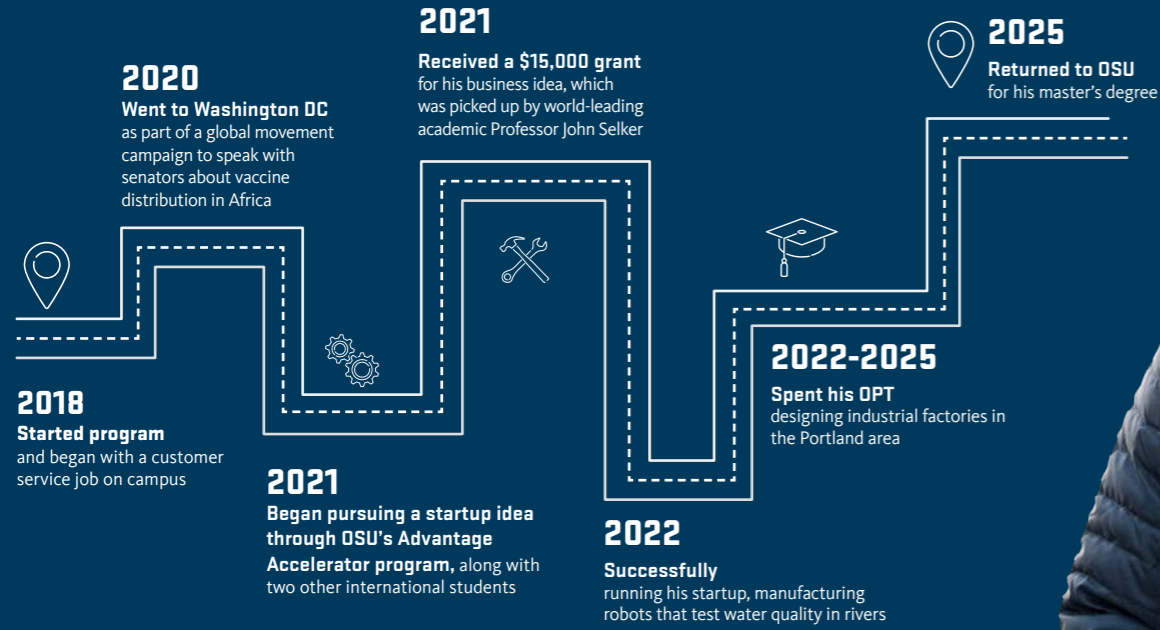 2018
Started program
and began with a customer
service job on campus
2020
Went to Washington DC
as part of a global movement
campaign to speak with
senators about vaccine
distribution in Africa
2021
Began pursuing a startup idea
through OSU's Advantage
Accelerator program, along with
two other international students
2021
Received a $15,000 grant
for his business idea, which
was picked up by world-leading
academic Professor John Selker
2022
Successfully
running his startup, manufacturing
robots that test water quality in rivers
2022-2025
Spent his OPT
designing industrial factories in
the Portland area
2025
Returned to OSU
for his master's degree